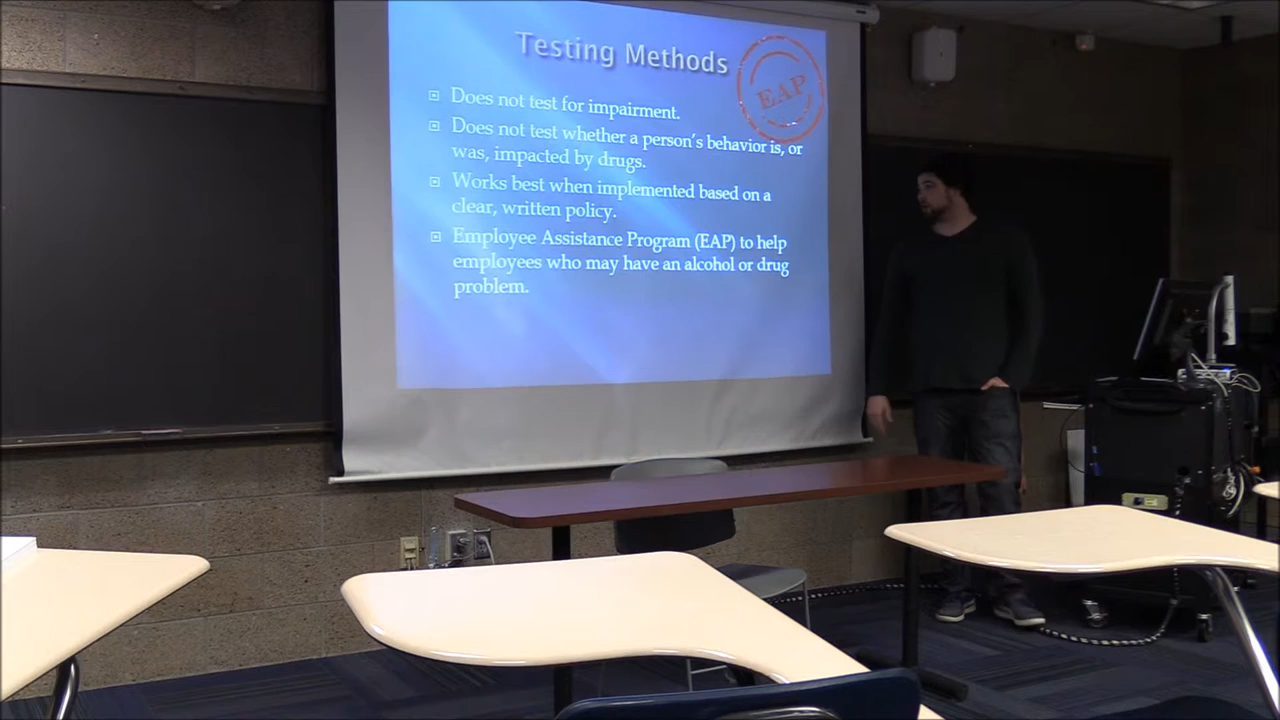 Testing Methods
EAP
Does not test for impairment.
Does not test whether a person's behavior is, or
was, impacted by drugs.
Works best when implemented based on a
clear, written policy.
Employee Assistance Program (EAP) to help
employees who may have an alcohol or drug
problem.